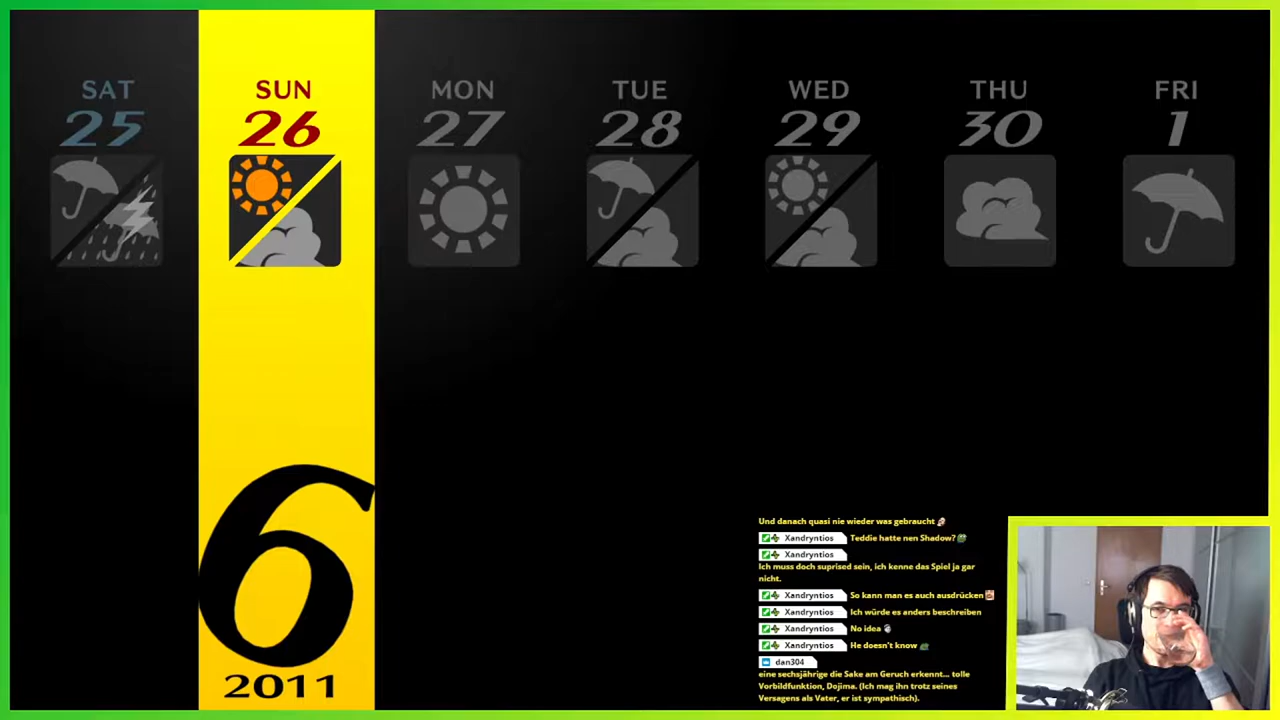 SAT SUN MON TUE WED THU FRI
25 26 27 28 29 30 1
6
2011
Und danach quasi nie wieder was gebraucht
Xandryntios Teddie hatte nen Shadow?
Xandryntios
Ich muss doch suprised sein, ich kenne das Spiel ja gar
nicht.
Xandryntios So kann man es auch ausdrücken
Xandryntios Ich würde es anders beschreiben
Xandryntios No idea
Xandryntios He doesn't know
dan304
eine sechsjährige die Sake am Geruch erkennt... tolle
Vorbildfunktion, Dojima. (Ich mag ihn trotz seines
Versagens als Vater, er ist sympathisch).